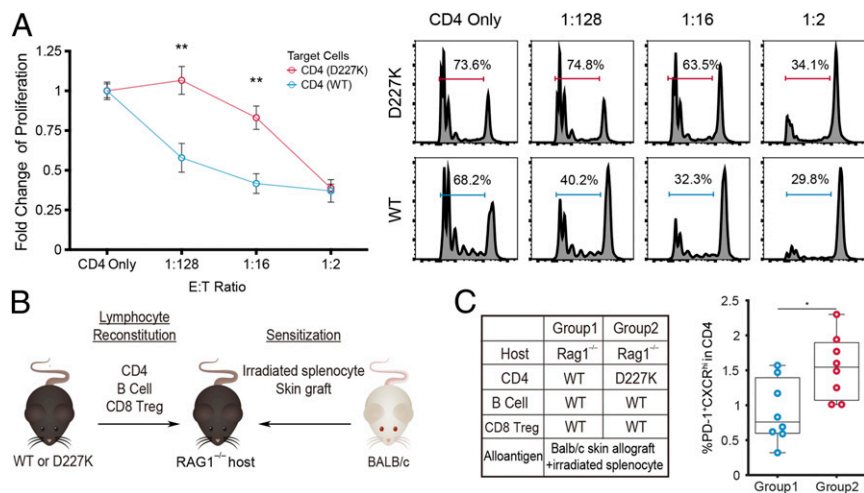 A
Fold Change of Proliferation
1.25
1
0.75
0.5
0.25
0
**
**
Target Cells
CD4 (D227K)
CD4 (WT)
CD4 Only
1:128
1:16
1:2
E:T Ratio
CD4 Only
1:128
1:16
1:2
D227K
73.6%
74.8%
63.5%
34.1%
WT
68.2%
40.2%
32.3%
29.8%
B
Lymphocyte
Reconstitution
CD4
B Cell
CD8 Treg
Sensitization
Irradiated splenocyte
Skin graft
WT or D227K
RAG1⁻/⁻ host
BALB/c
C
Group1 Group2
Host Rag1⁻/⁻ Rag1⁻/⁻
CD4 WT D227K
B Cell WT WT
CD8 Treg WT WT
Alloantigen Balb/c skin allograft
+irradiated splenocyte
%PD-1⁺CXCRʰⁱ in CD4
2.5
2
1.5
1
0.5
0
*
Group1 Group2